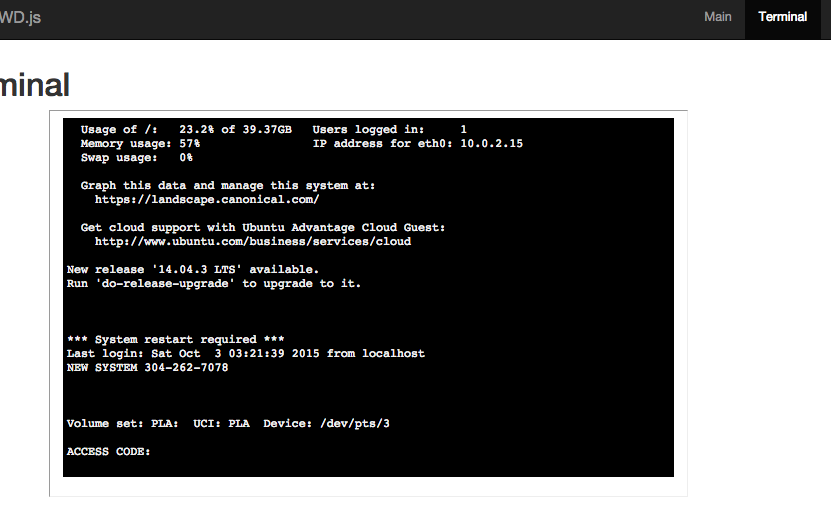 WD.js
Main
Terminal
minal
Usage of /: 23.2% of 39.37GB Users logged in: 1
Memory usage: 57% IP address for eth0: 10.0.2.15
Swap usage: 0%
Graph this data and manage this system at:
https://landscape.canonical.com/
Get cloud support with Ubuntu Advantage Cloud Guest:
http://www.ubuntu.com/business/services/cloud
New release '14.04.3 LTS' available.
Run 'do-release-upgrade' to upgrade to it.
*** System restart required ***
Last login: Sat Oct 3 03:21:39 2015 from localhost
NEW SYSTEM 304-262-7078
Volume set: PLA: UCI: PLA Device: /dev/pts/3
ACCESS CODE: